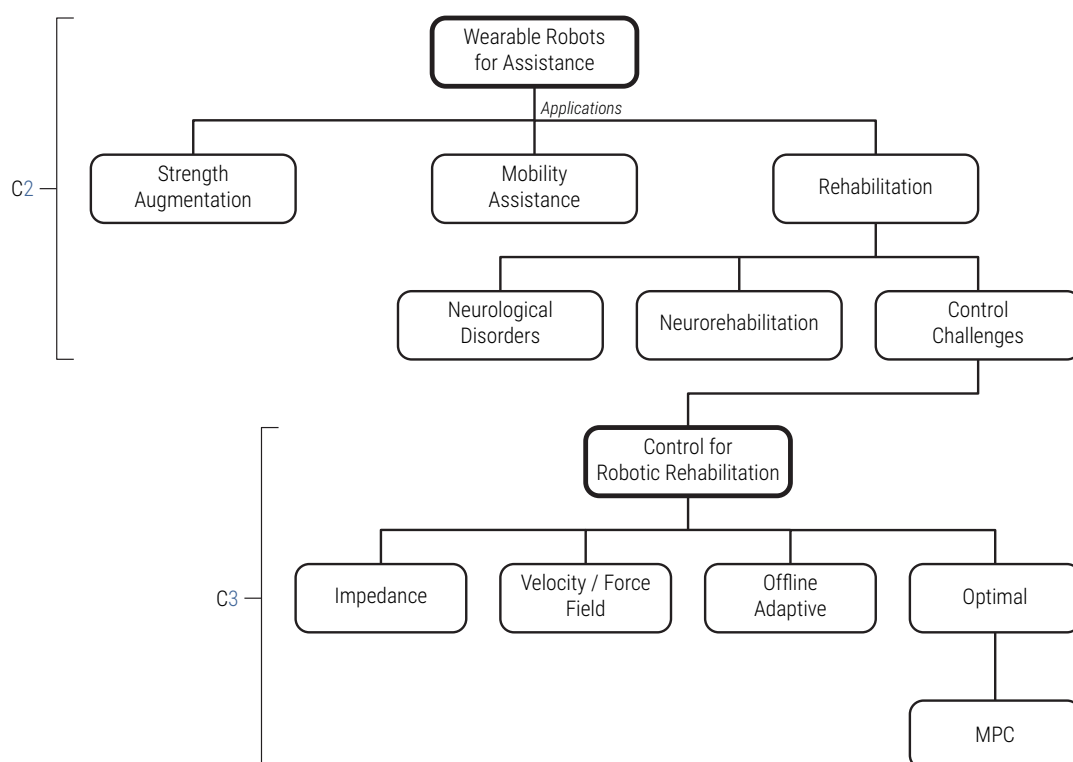 Wearable Robots
for Assistance
Applications
Strength
Augmentation
Mobility
Assistance
Rehabilitation
C2
Neurological
Disorders
Neurorehabilitation
Control
Challenges
Control for
Robotic Rehabilitation
C3
Impedance
Velocity / Force
Field
Offline
Adaptive
Optimal
MPC